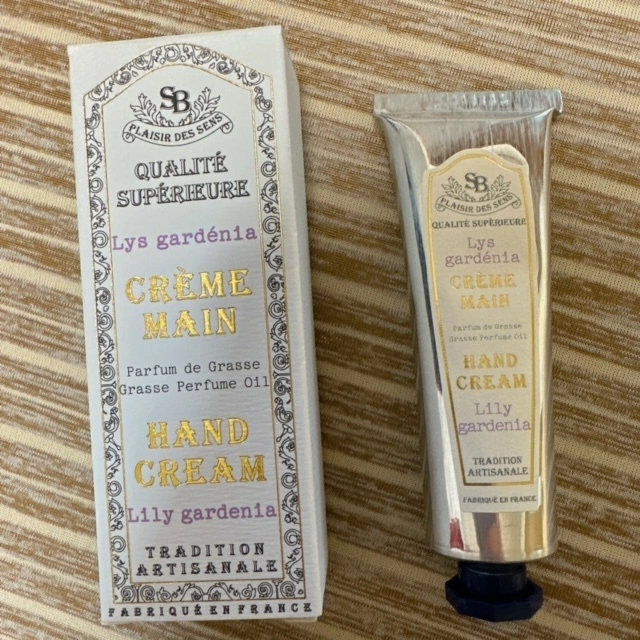 SB
PLAISIR DES SENS
QUALITÉ
SUPÉRIEURE
Lys gardénia
CRÈME
MAIN
Parfum de Grasse
Grasse Perfume Oil
HAND
CREAM
Lily gardenia
TRADITION
ARTISANALE
FABRIQUÉ EN FRANCE
SB
PLAISIR DES SENS
QUALITÉ SUPÉRIEURE
Lys
gardénia
CRÈME
MAIN
Parfum de Grasse
Grasse Perfume Oil
HAND
CREAM
Lily
gardenia
TRADITION
ARTISANALE
FABRIQUÉ EN FRANCE